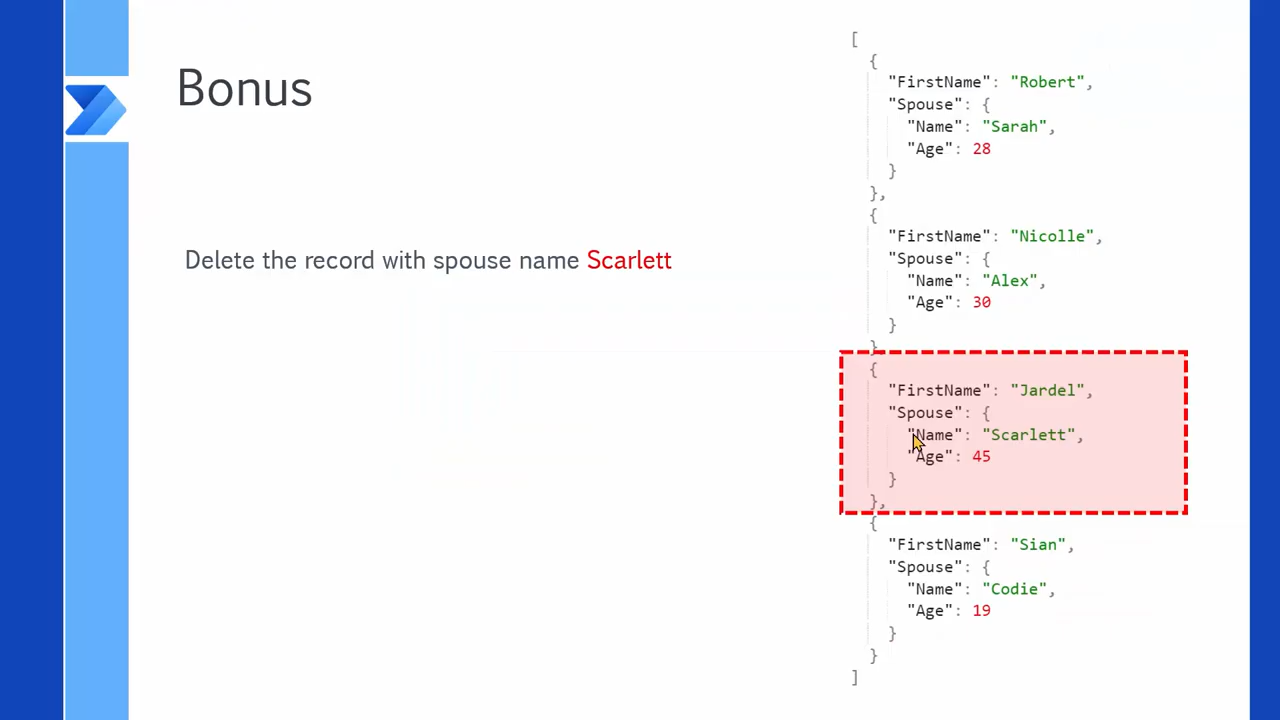 Bonus
Delete the record with spouse name Scarlett
[
{
"FirstName": "Robert",
"Spouse": {
"Name": "Sarah",
"Age": 28
}
},
{
"FirstName": "Nicolle",
"Spouse": {
"Name": "Alex",
"Age": 30
}
}
{
"FirstName": "Jardel",
"Spouse": {
"Name": "Scarlett",
"Age": 45
}
},
{
"FirstName": "Sian",
"Spouse": {
"Name": "Codie",
"Age": 19
}
}
]